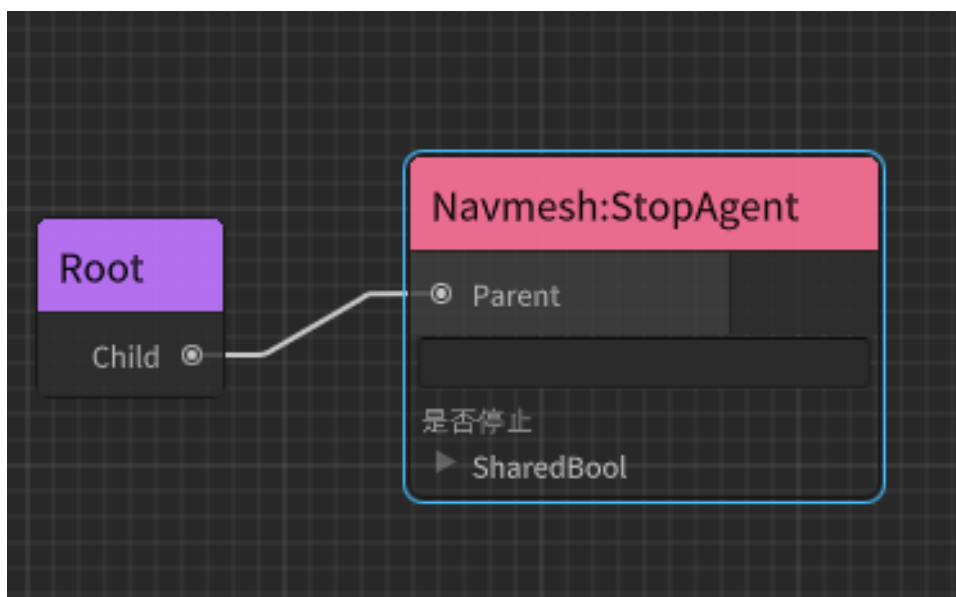 Root
Child
Navmesh:StopAgent
Parent
是否停止
SharedBool